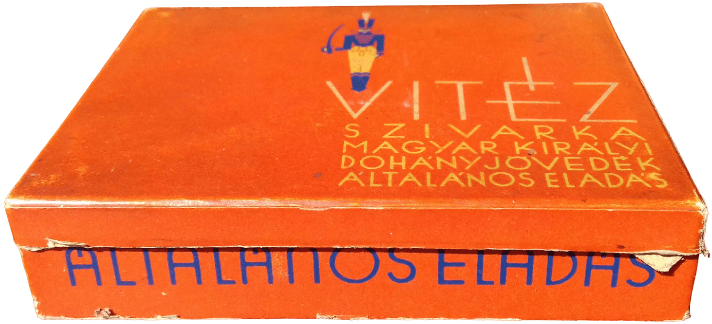 VITÉZ
SZIVARKA
MAGYAR KIRÁLYI
DOHÁNYJÖVEDÉK
ÁLTALÁNOS ELADÁS
ÁLTALÁNOS ELADÁS